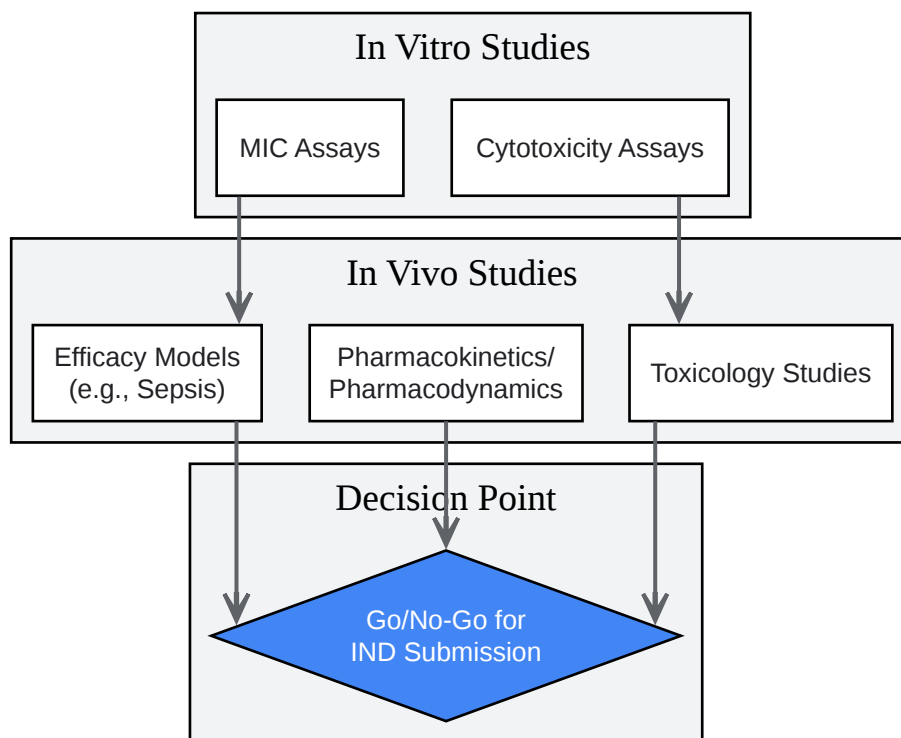 In Vitro Studies
MIC Assays
Cytotoxicity Assays
In Vivo Studies
Efficacy Models
(e.g., Sepsis)
Pharmacokinetics/
Pharmacodynamics
Toxicology Studies
Decision Point
Go/No-Go for
IND Submission